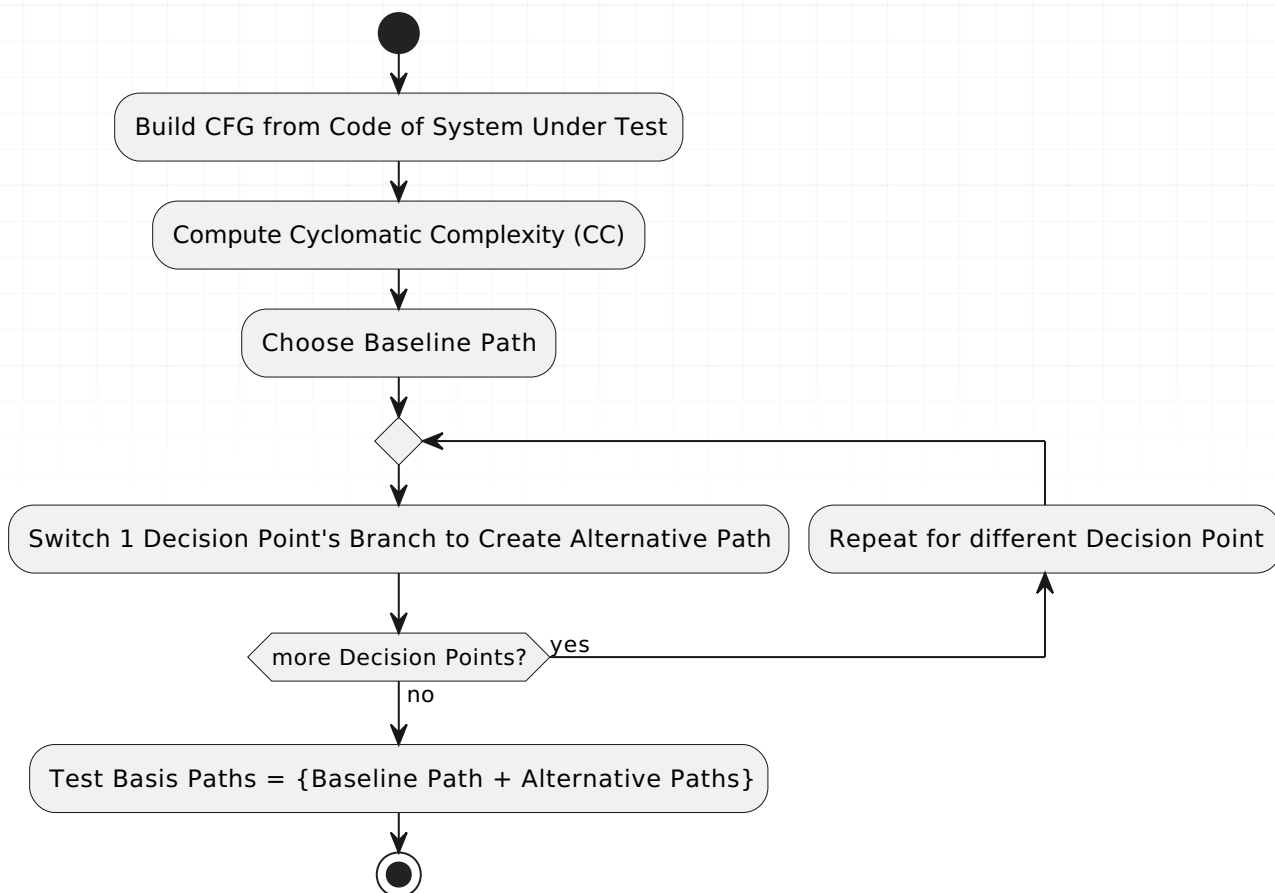 Build CFG from Code of System Under Test
Compute Cyclomatic Complexity (CC)
Choose Baseline Path
Switch 1 Decision Point's Branch to Create Alternative Path
Repeat for different Decision Point
more Decision Points?
yes
no
Test Basis Paths = {Baseline Path + Alternative Paths}